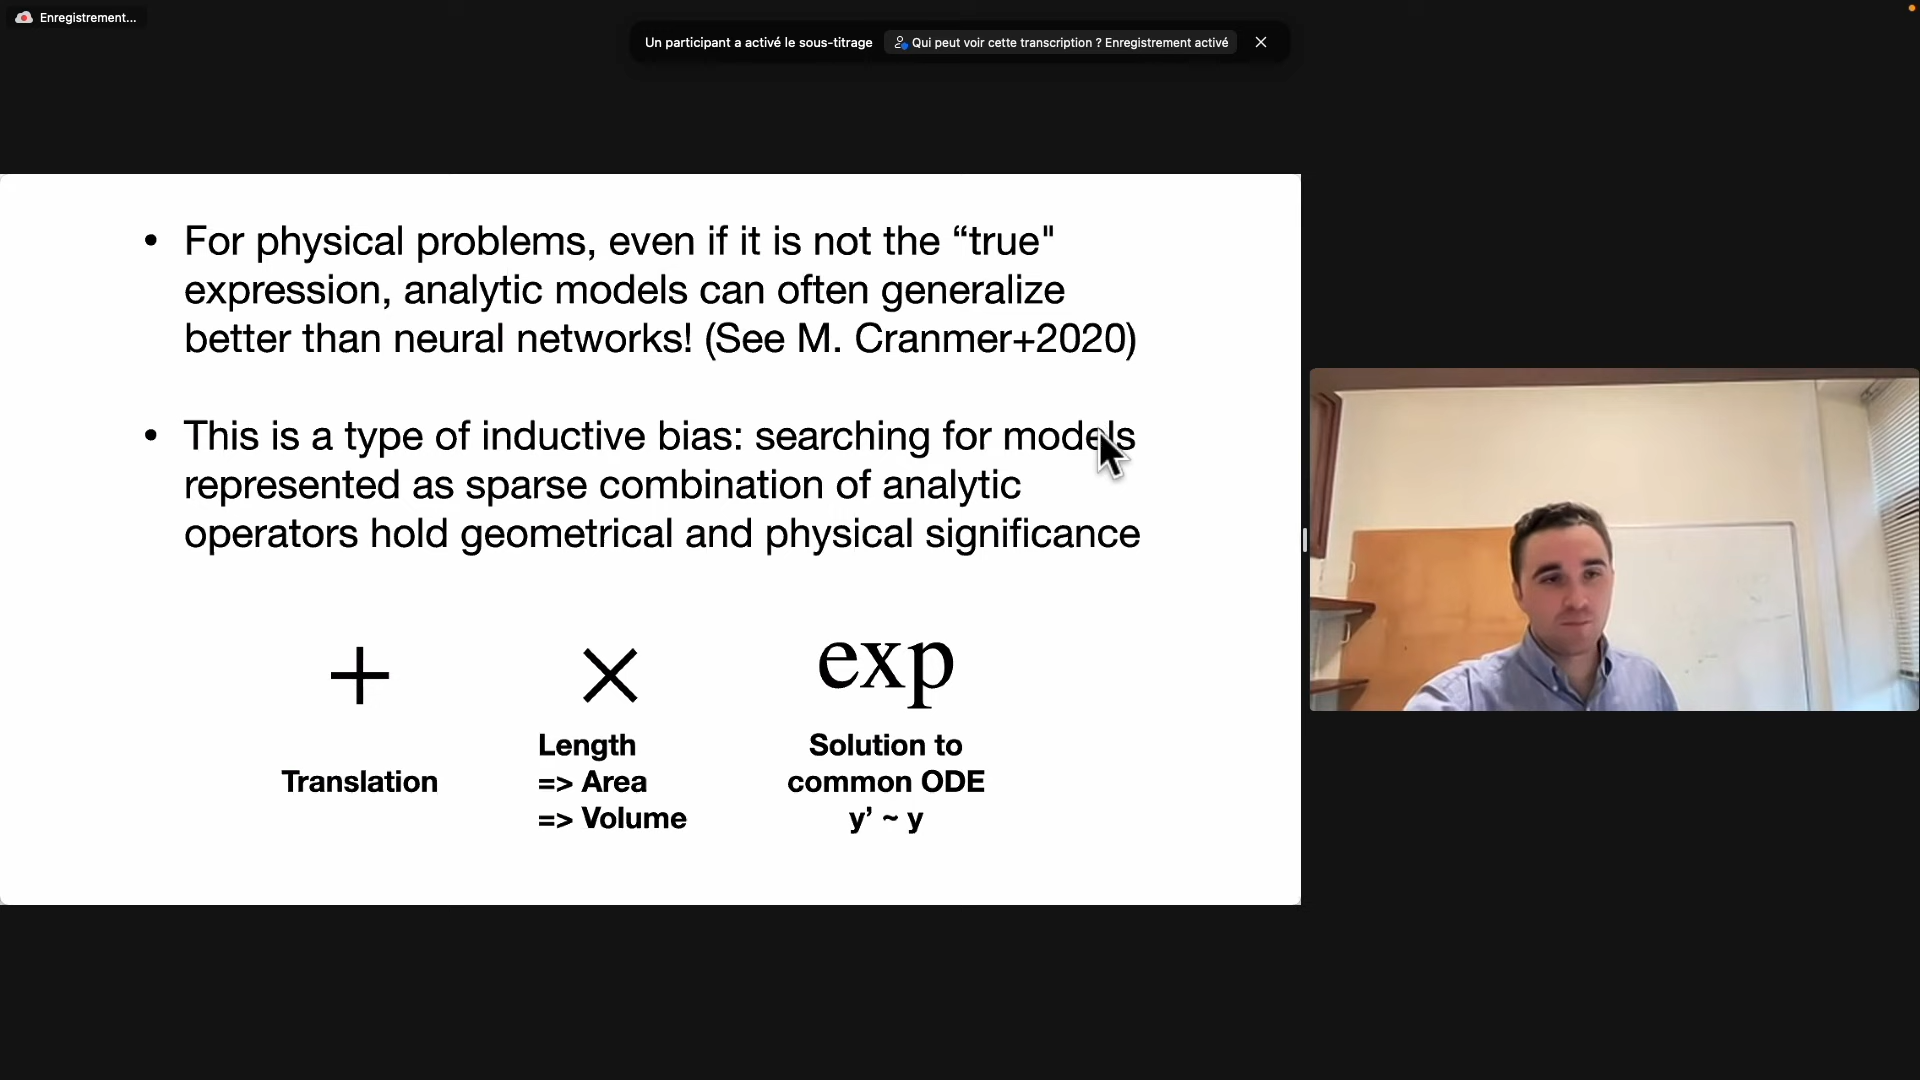 Enregistrement...
Un participant a activé le sous-titrage
Qui peut voir cette transcription ? Enregistrement activé
• For physical problems, even if it is not the “true"
expression, analytic models can often generalize
better than neural networks! (See M. Cranmer+2020)
• This is a type of inductive bias: searching for models
represented as sparse combination of analytic
operators hold geometrical and physical significance
+
Translation
×
Length
=> Area
=> Volume
exp
Solution to
common ODE
y’ ~ y